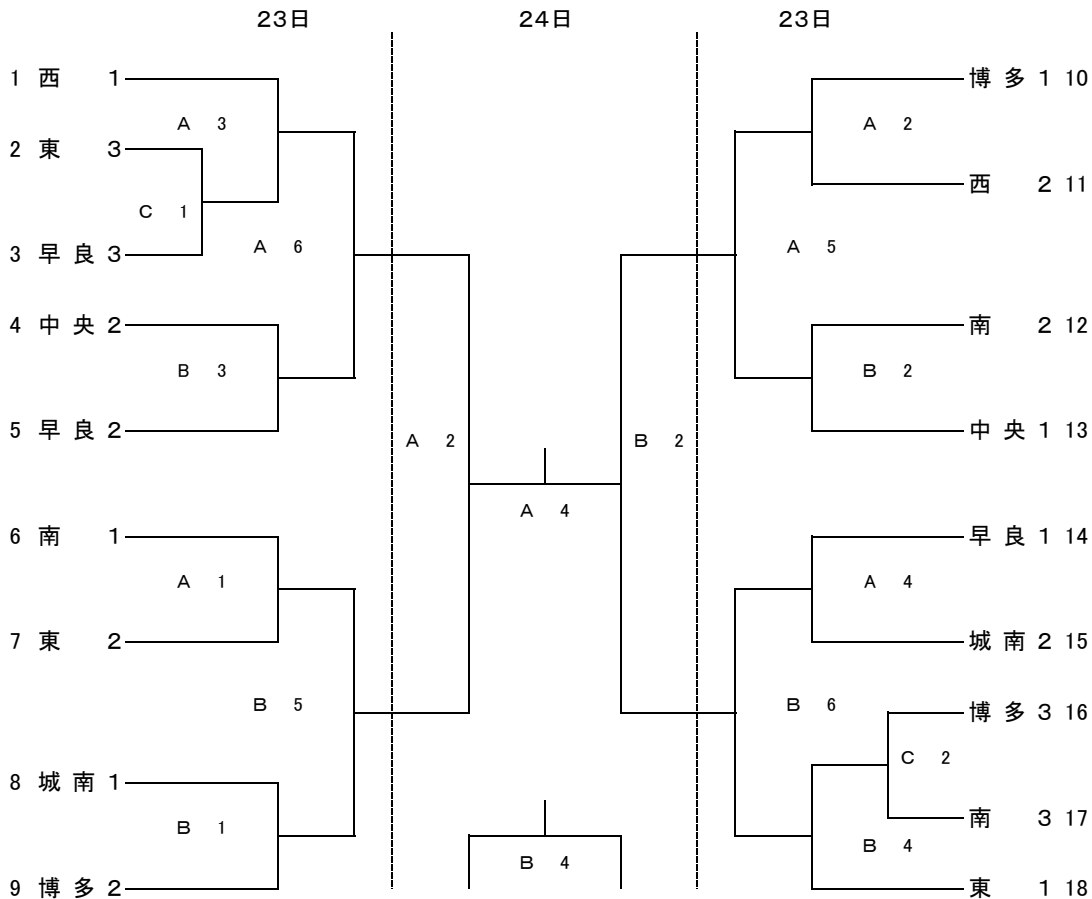 23日 24日 23日
1 西 1 博多 1 10
A 3 A 2
2 東 3
西 2 11
C 1
A 6 A 5
3 早良 3
4 中央 2 南 2 12
B 3 B 2
5 早良 2 中央 1 13
A 2 B 2
A 4
6 南 1 早良 1 14
A 1 A 4
7 東 2 城南 2 15
B 5 B 6
博多 3 16
C 2
8 城南 1
南 3 17
B 1 B 4
B 4
9 博多 2 東 1 18